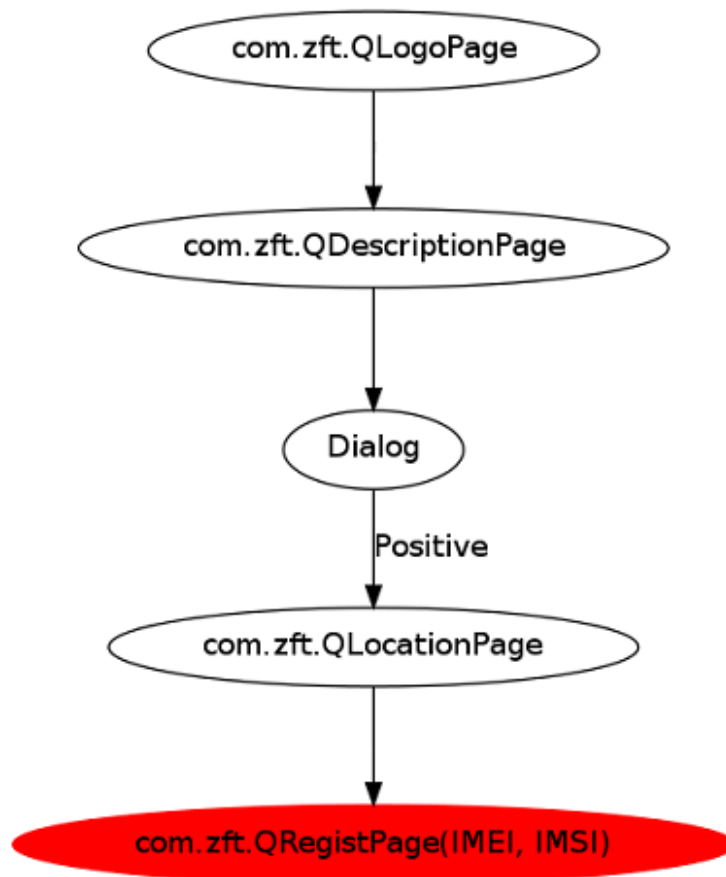 com.zft.QLogoPage
com.zft.QDescriptionPage
Dialog
Positive
com.zft.QLocationPage
com.zft.QRegistPage(IMEI, IMSI)